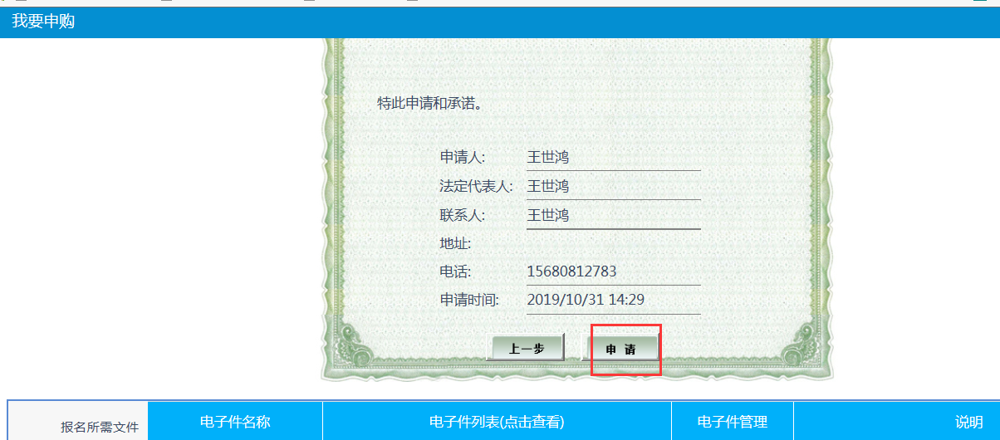 我要申购
特此申请和承诺。
申请人: 王世鸿
法定代表人: 王世鸿
联系人: 王世鸿
地址:
电话: 15680812783
申请时间: 2019/10/31 14:29
上一步 申 请
报名所需文件 电子件名称 电子件列表(点击查看) 电子件管理 说明